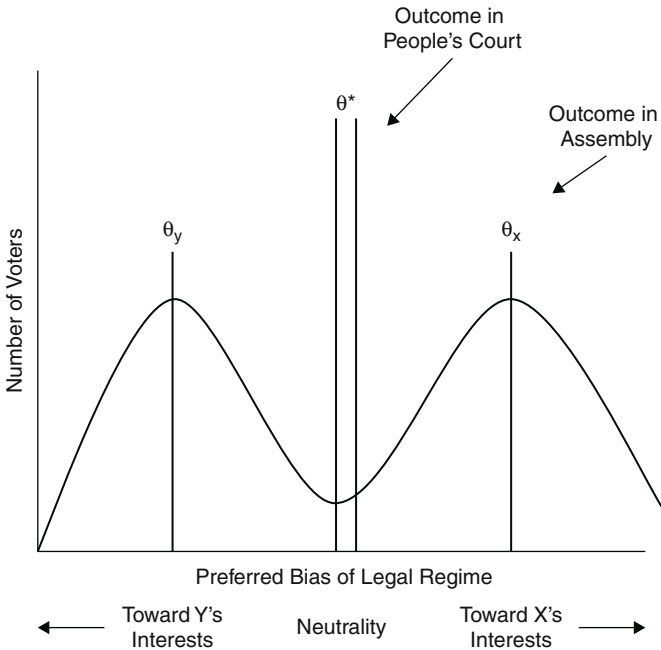 Outcome in
People's Court
θ*
Outcome in
Assembly
θy
θx
Number of Voters
Preferred Bias of Legal Regime
Toward Y's
Interests
Neutrality
Toward X's
Interests